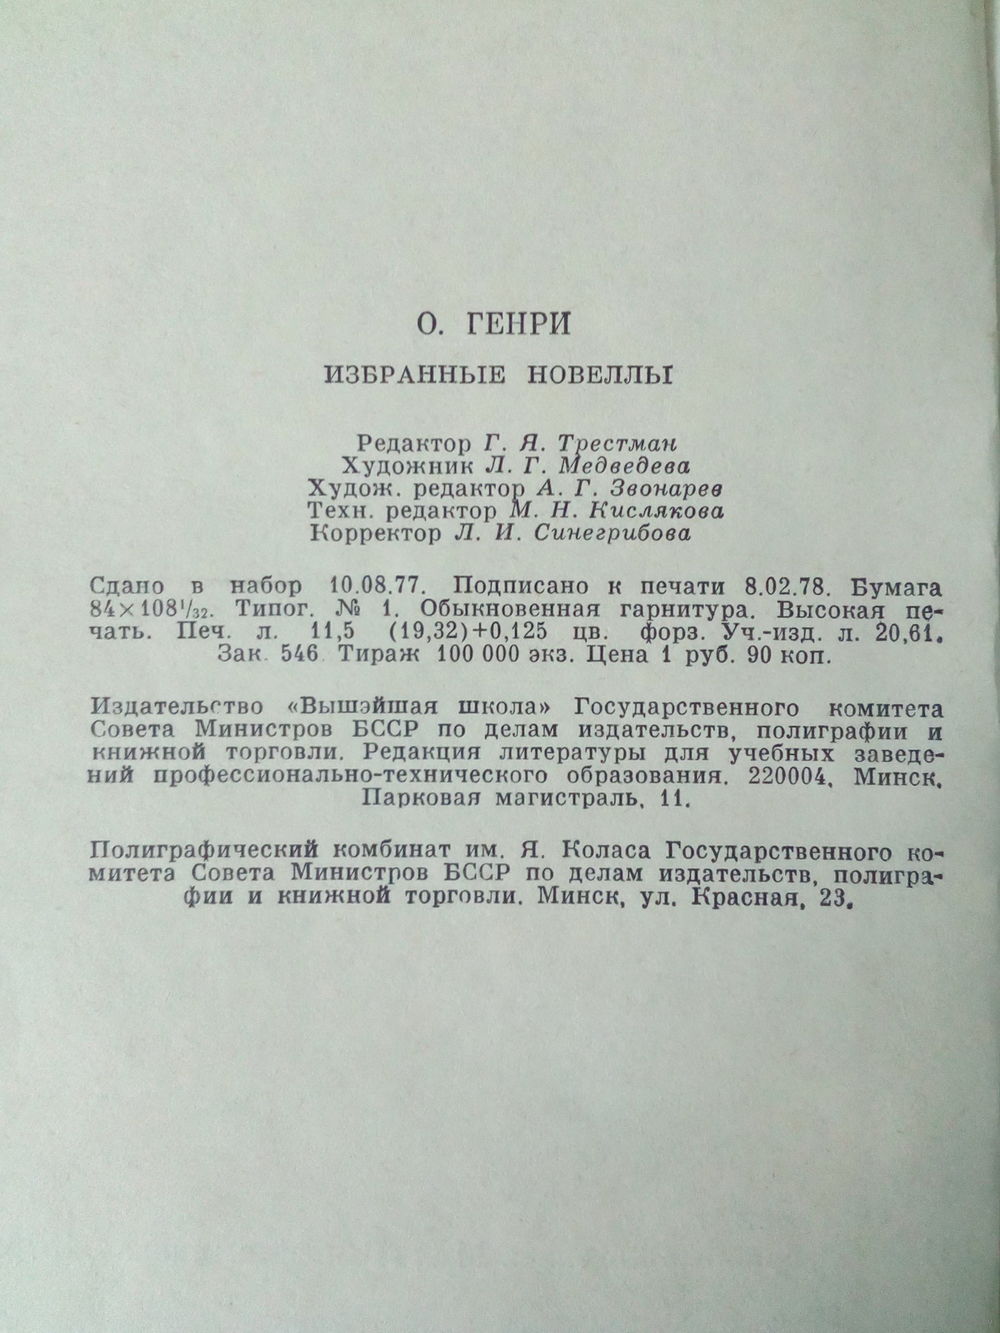 О. ГЕНРИ
ИЗБРАННЫЕ НОВЕЛЛЫ
Редактор Г. Я. Трестман
Художник Л. Г. Медведева
Худож. редактор А. Г. Звонарев
Техн. редактор М. Н. Кислякова
Корректор Л. И. Синегрибова
Сдано в набор 10.08.77. Подписано к печати 8.02.78. Бумага
84×108¹/₃₂. Типог. № 1. Обыкновенная гарнитура. Высокая пе-
чать. Печ. л. 11,5 (19,32)+0,125 цв. форз. Уч.-изд. л. 20,61.
Зак. 546. Тираж 100 000 экз. Цена 1 руб. 90 коп.
Издательство «Вышэйшая школа» Государственного комитета
Совета Министров БССР по делам издательств, полиграфии и
книжной торговли. Редакция литературы для учебных заведе-
ний профессионально-технического образования. 220004, Минск,
Парковая магистраль, 11.
Полиграфический комбинат им. Я. Коласа Государственного ко-
митета Совета Министров БССР по делам издательств, полигра-
фии и книжной торговли. Минск, ул. Красная, 23.